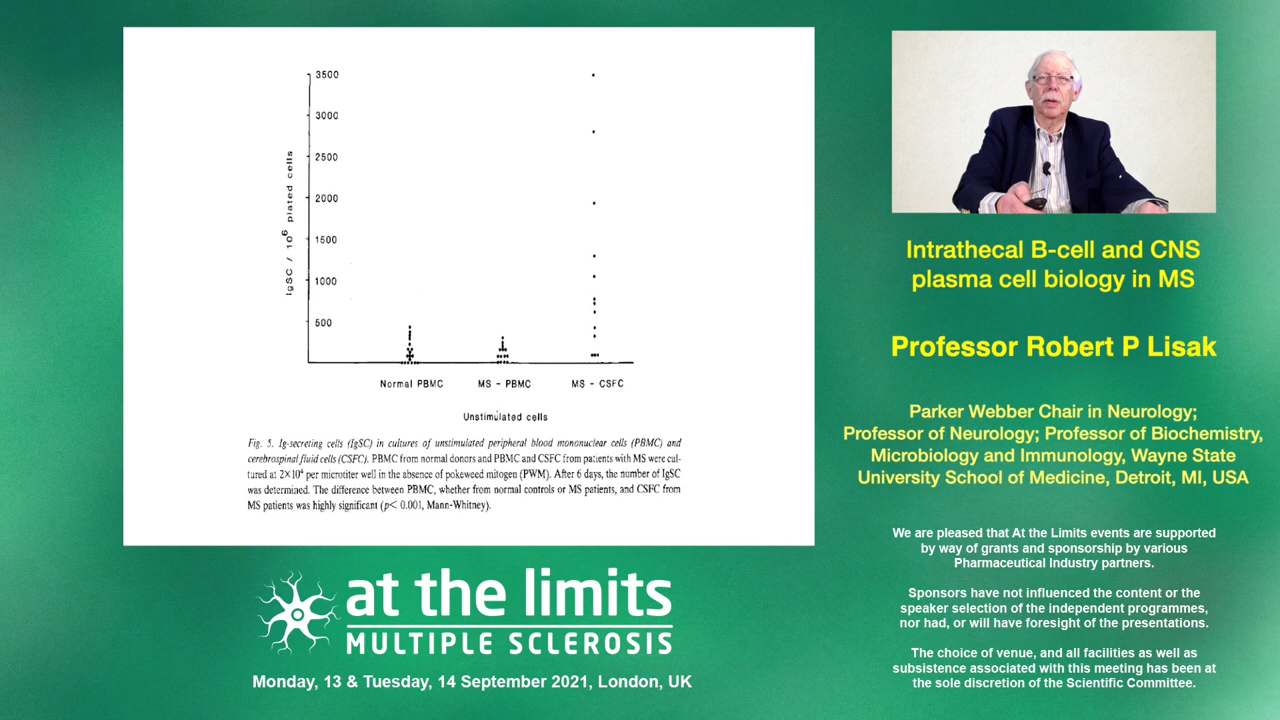 3500
3000
2500
2000
1500
1000
500
IgSC / 10⁶ plated cells
Normal PBMC
MS - PBMC
MS - CSFC
Unstimulated cells
Fig. 5. Ig-secreting cells (IgSC) in cultures of unstimulated peripheral blood mononuclear cells (PBMC) and
cerebrospinal fluid cells (CSFC). PBMC from normal donors and PBMC and CSFC from patients with MS were cul-
tured at 2×10⁴ per microtiter well in the absence of pokeweed mitogen (PWM). After 6 days, the number of IgSC
was determined. The difference between PBMC, whether from normal controls or MS patients, and CSFC from
MS patients was highly significant (p< 0.001, Mann-Whitney).
at the limits
MULTIPLE SCLEROSIS
Monday, 13 & Tuesday, 14 September 2021, London, UK
Intrathecal B-cell and CNS
plasma cell biology in MS
Professor Robert P Lisak
Parker Webber Chair in Neurology;
Professor of Neurology; Professor of Biochemistry,
Microbiology and Immunology, Wayne State
University School of Medicine, Detroit, MI, USA
We are pleased that At the Limits events are supported
by way of grants and sponsorship by various
Pharmaceutical Industry partners.
Sponsors have not influenced the content or the
speaker selection of the independent programmes,
nor had, or will have foresight of the presentations.
The choice of venue, and all facilities as well as
subsistence associated with this meeting has been at
the sole discretion of the Scientific Committee.